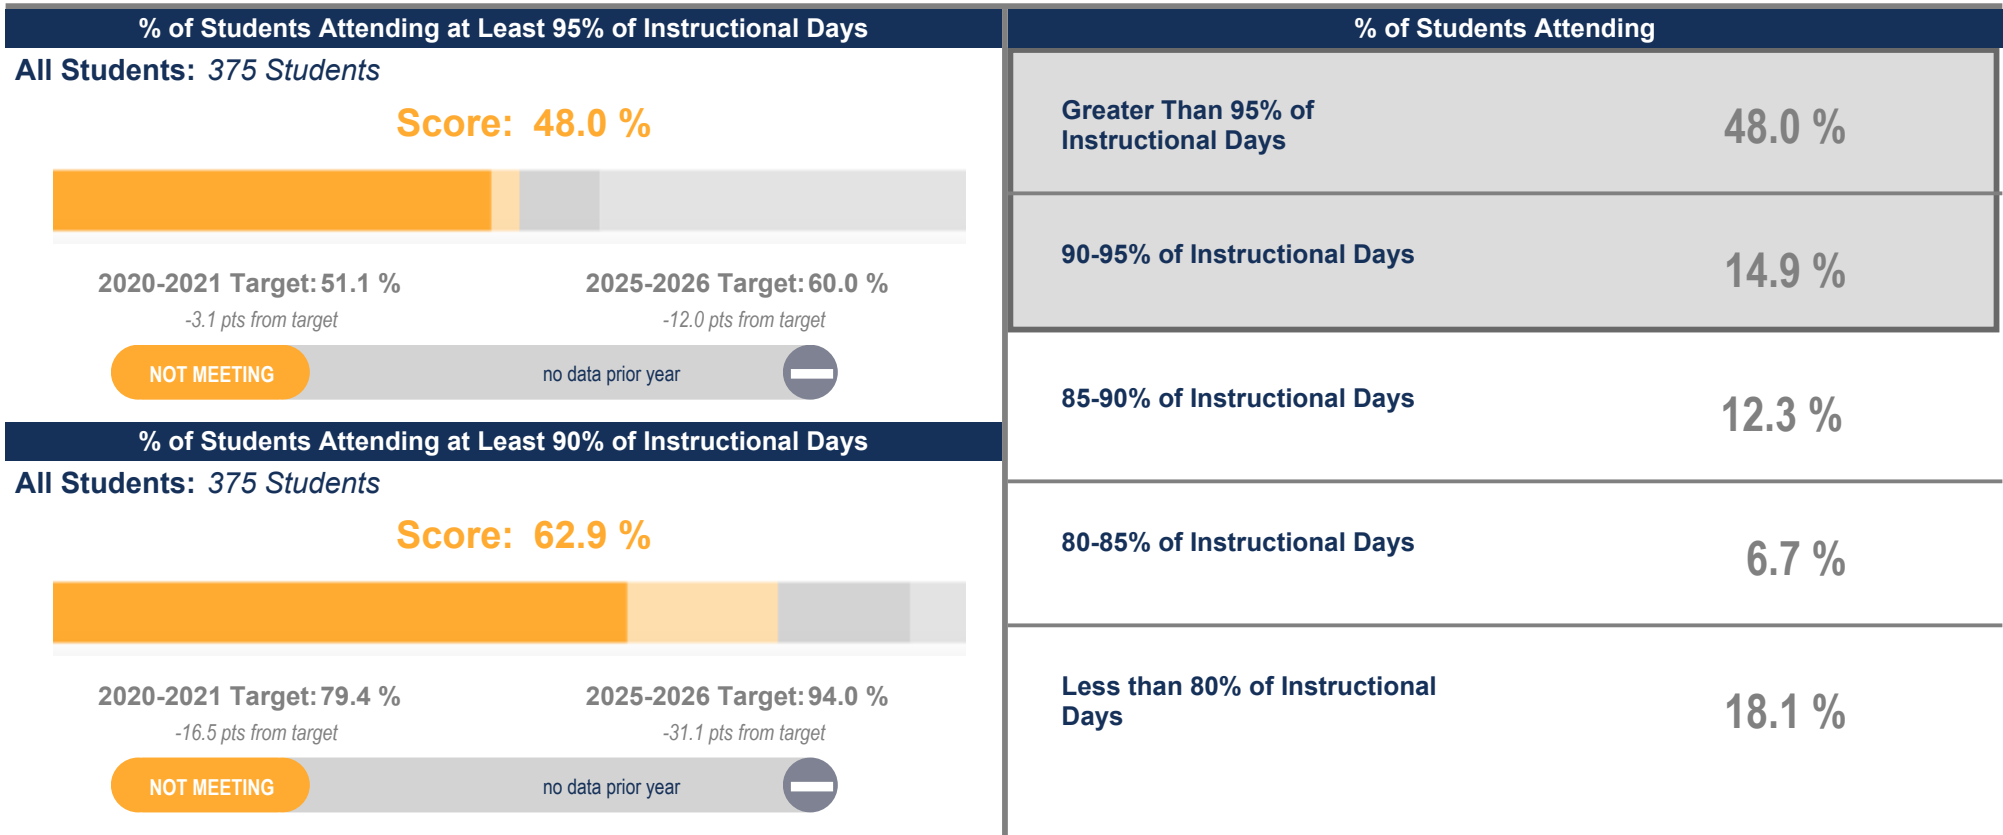 % of Students Attending at Least 95% of Instructional Days
All Students: 375 Students
Score: 48.0 %
2020-2021 Target: 51.1 %
-3.1 pts from target
2025-2026 Target: 60.0 %
-12.0 pts from target
NOT MEETING
no data prior year
% of Students Attending at Least 90% of Instructional Days
All Students: 375 Students
Score: 62.9 %
2020-2021 Target: 79.4 %
-16.5 pts from target
2025-2026 Target: 94.0 %
-31.1 pts from target
NOT MEETING
no data prior year
% of Students Attending
Greater Than 95% of
Instructional Days
48.0 %
90-95% of Instructional Days
14.9 %
85-90% of Instructional Days
12.3 %
80-85% of Instructional Days
6.7 %
Less than 80% of Instructional
Days
18.1 %